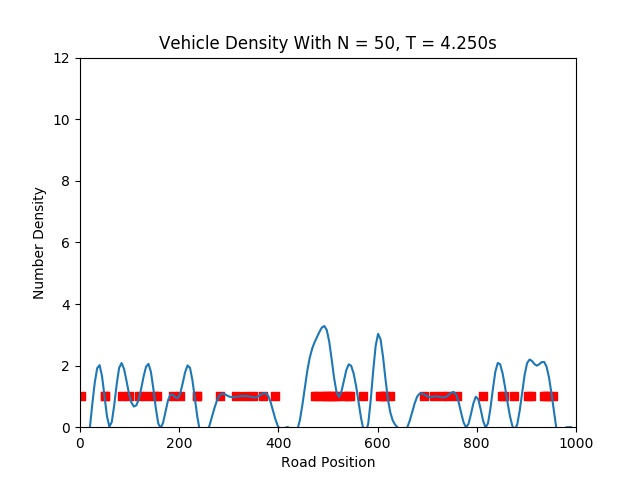 Vehicle Density With N = 50, T = 4.250s
12
10
8
6
4
2
0
Number Density
0 200 400 600 800 1000
Road Position